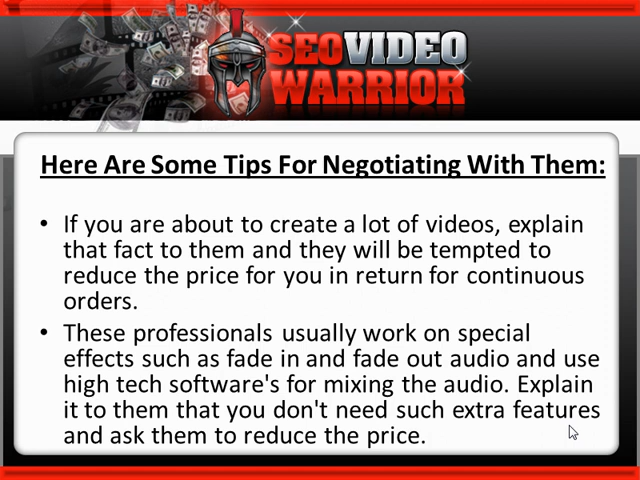 SEOVIDEO
WARRIOR
Here Are Some Tips For Negotiating With Them:
• If you are about to create a lot of videos, explain
that fact to them and they will be tempted to
reduce the price for you in return for continuous
orders.
• These professionals usually work on special
effects such as fade in and fade out audio and use
high tech software's for mixing the audio. Explain
it to them that you don't need such extra features
and ask them to reduce the price.